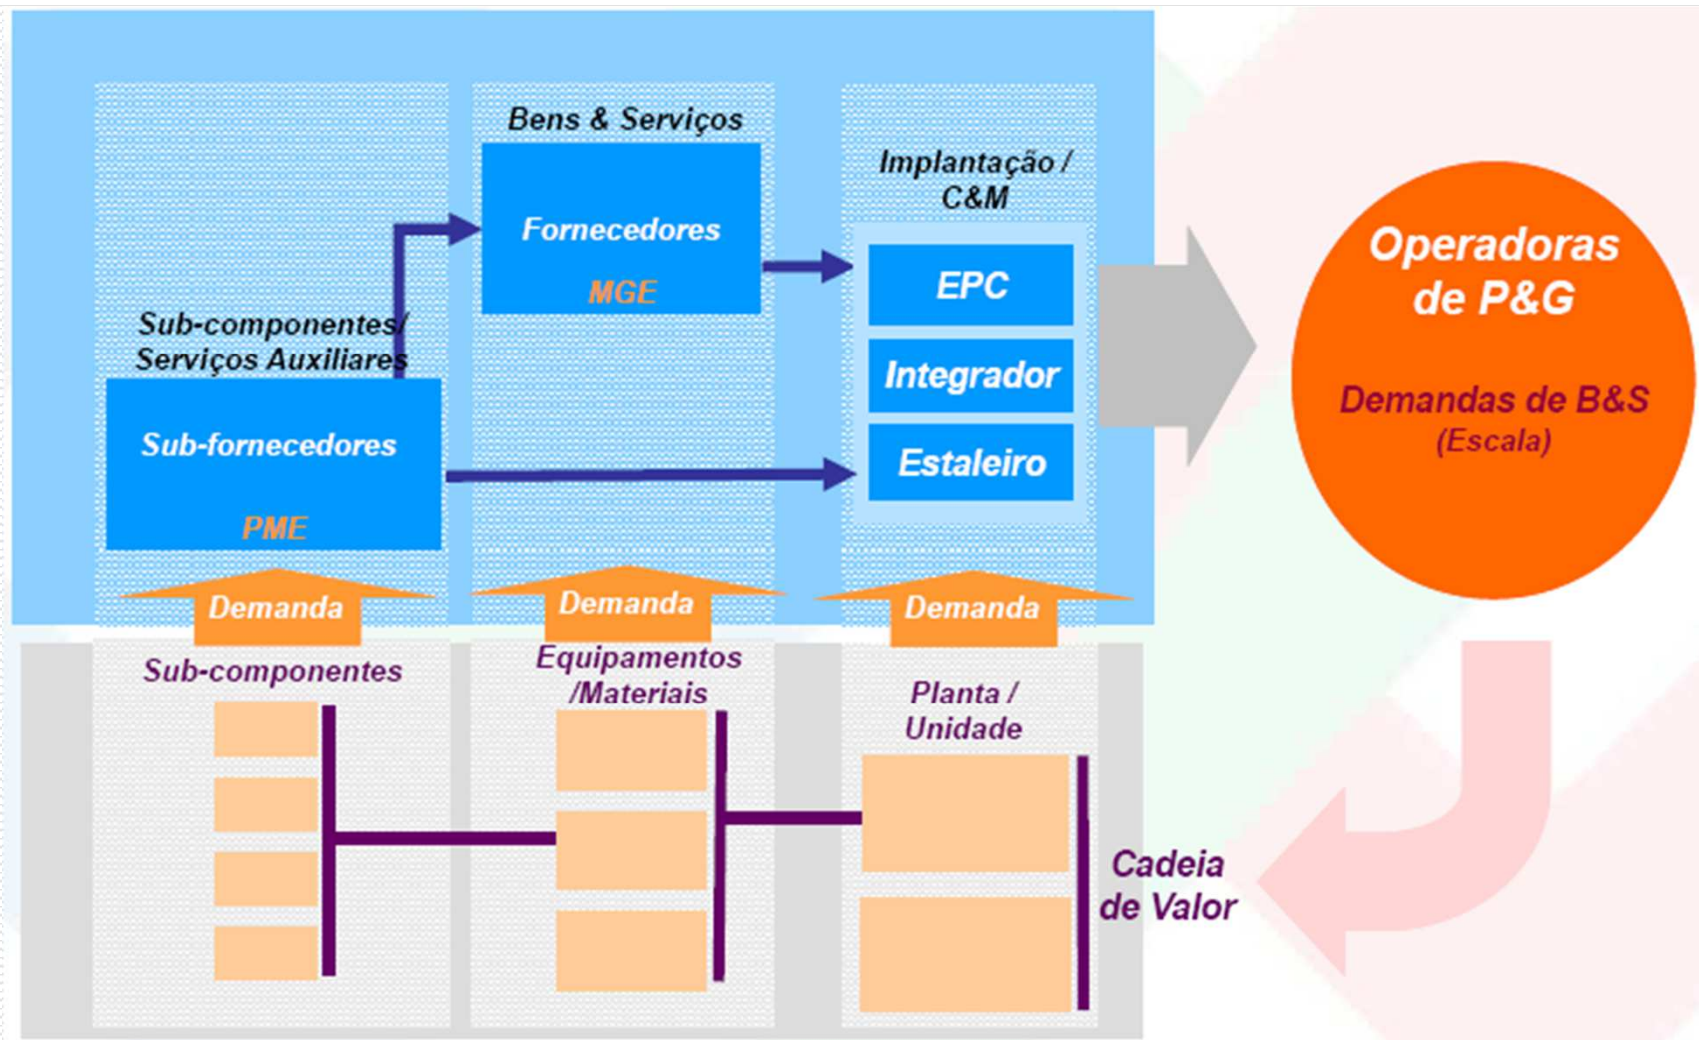 Bens & Serviços
Fornecedores
MGE
Implantação /
C&M
EPC
Integrador
Estaleiro
Sub-componentes/
Serviços Auxiliares
Sub-fornecedores
PME
Operadoras
de P&G
Demandas de B&S
(Escala)
Demanda
Demanda
Demanda
Sub-componentes
Equipamentos
/Materiais
Planta /
Unidade
Cadeia
de Valor